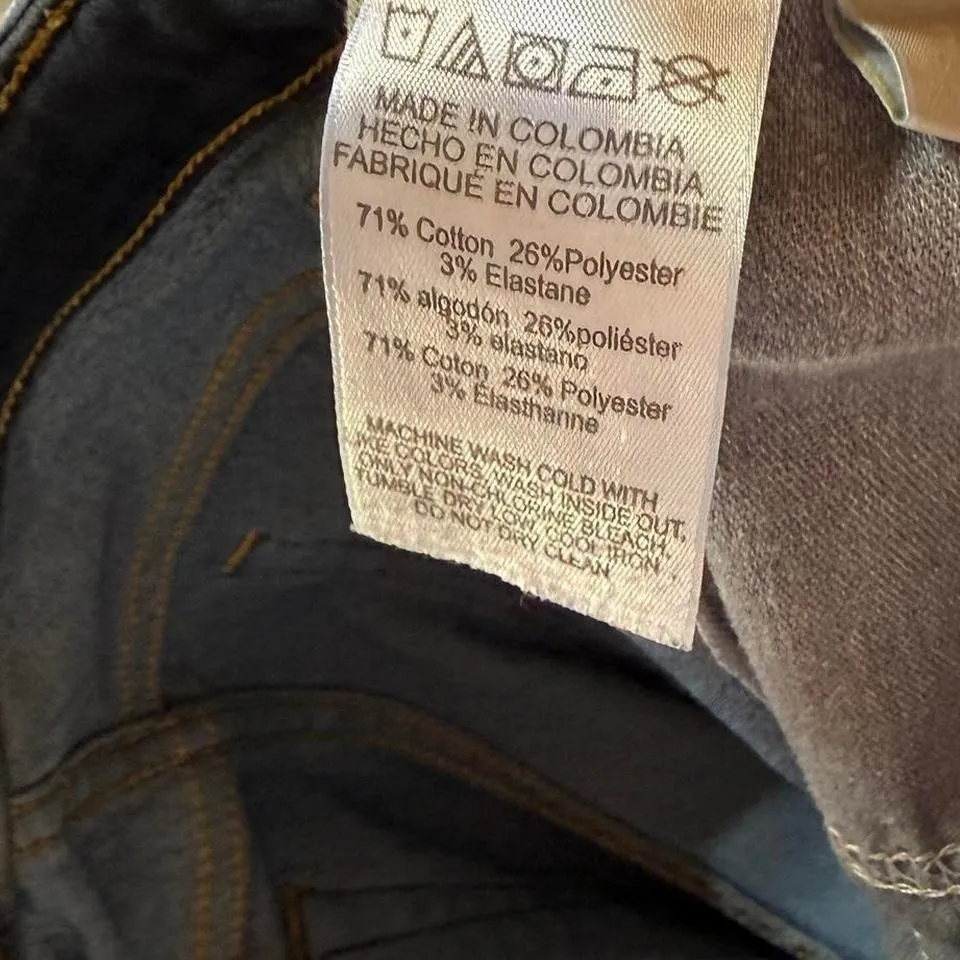 MADE IN COLOMBIA
HECHO EN COLOMBIA
FABRIQUÉ EN COLOMBIE
71% Cotton 26%Polyester
3% Elastane
71% algodón 26%poliéster
3% elastano
71% Coton 26% Polyester
3% Elasthanne
MACHINE WASH COLD WITH
LIKE COLORS, WASH INSIDE OUT,
ONLY NON-CHLORINE BLEACH,
TUMBLE DRY LOW, COOL IRON,
DO NOT DRY CLEAN